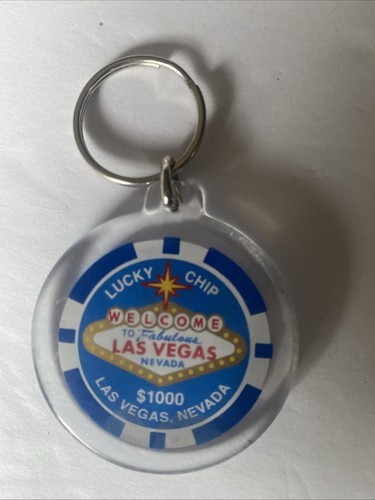 LUCKY CHIP
WELCOME
TO Fabulous
LAS VEGAS
NEVADA
$1000
LAS VEGAS, NEVADA